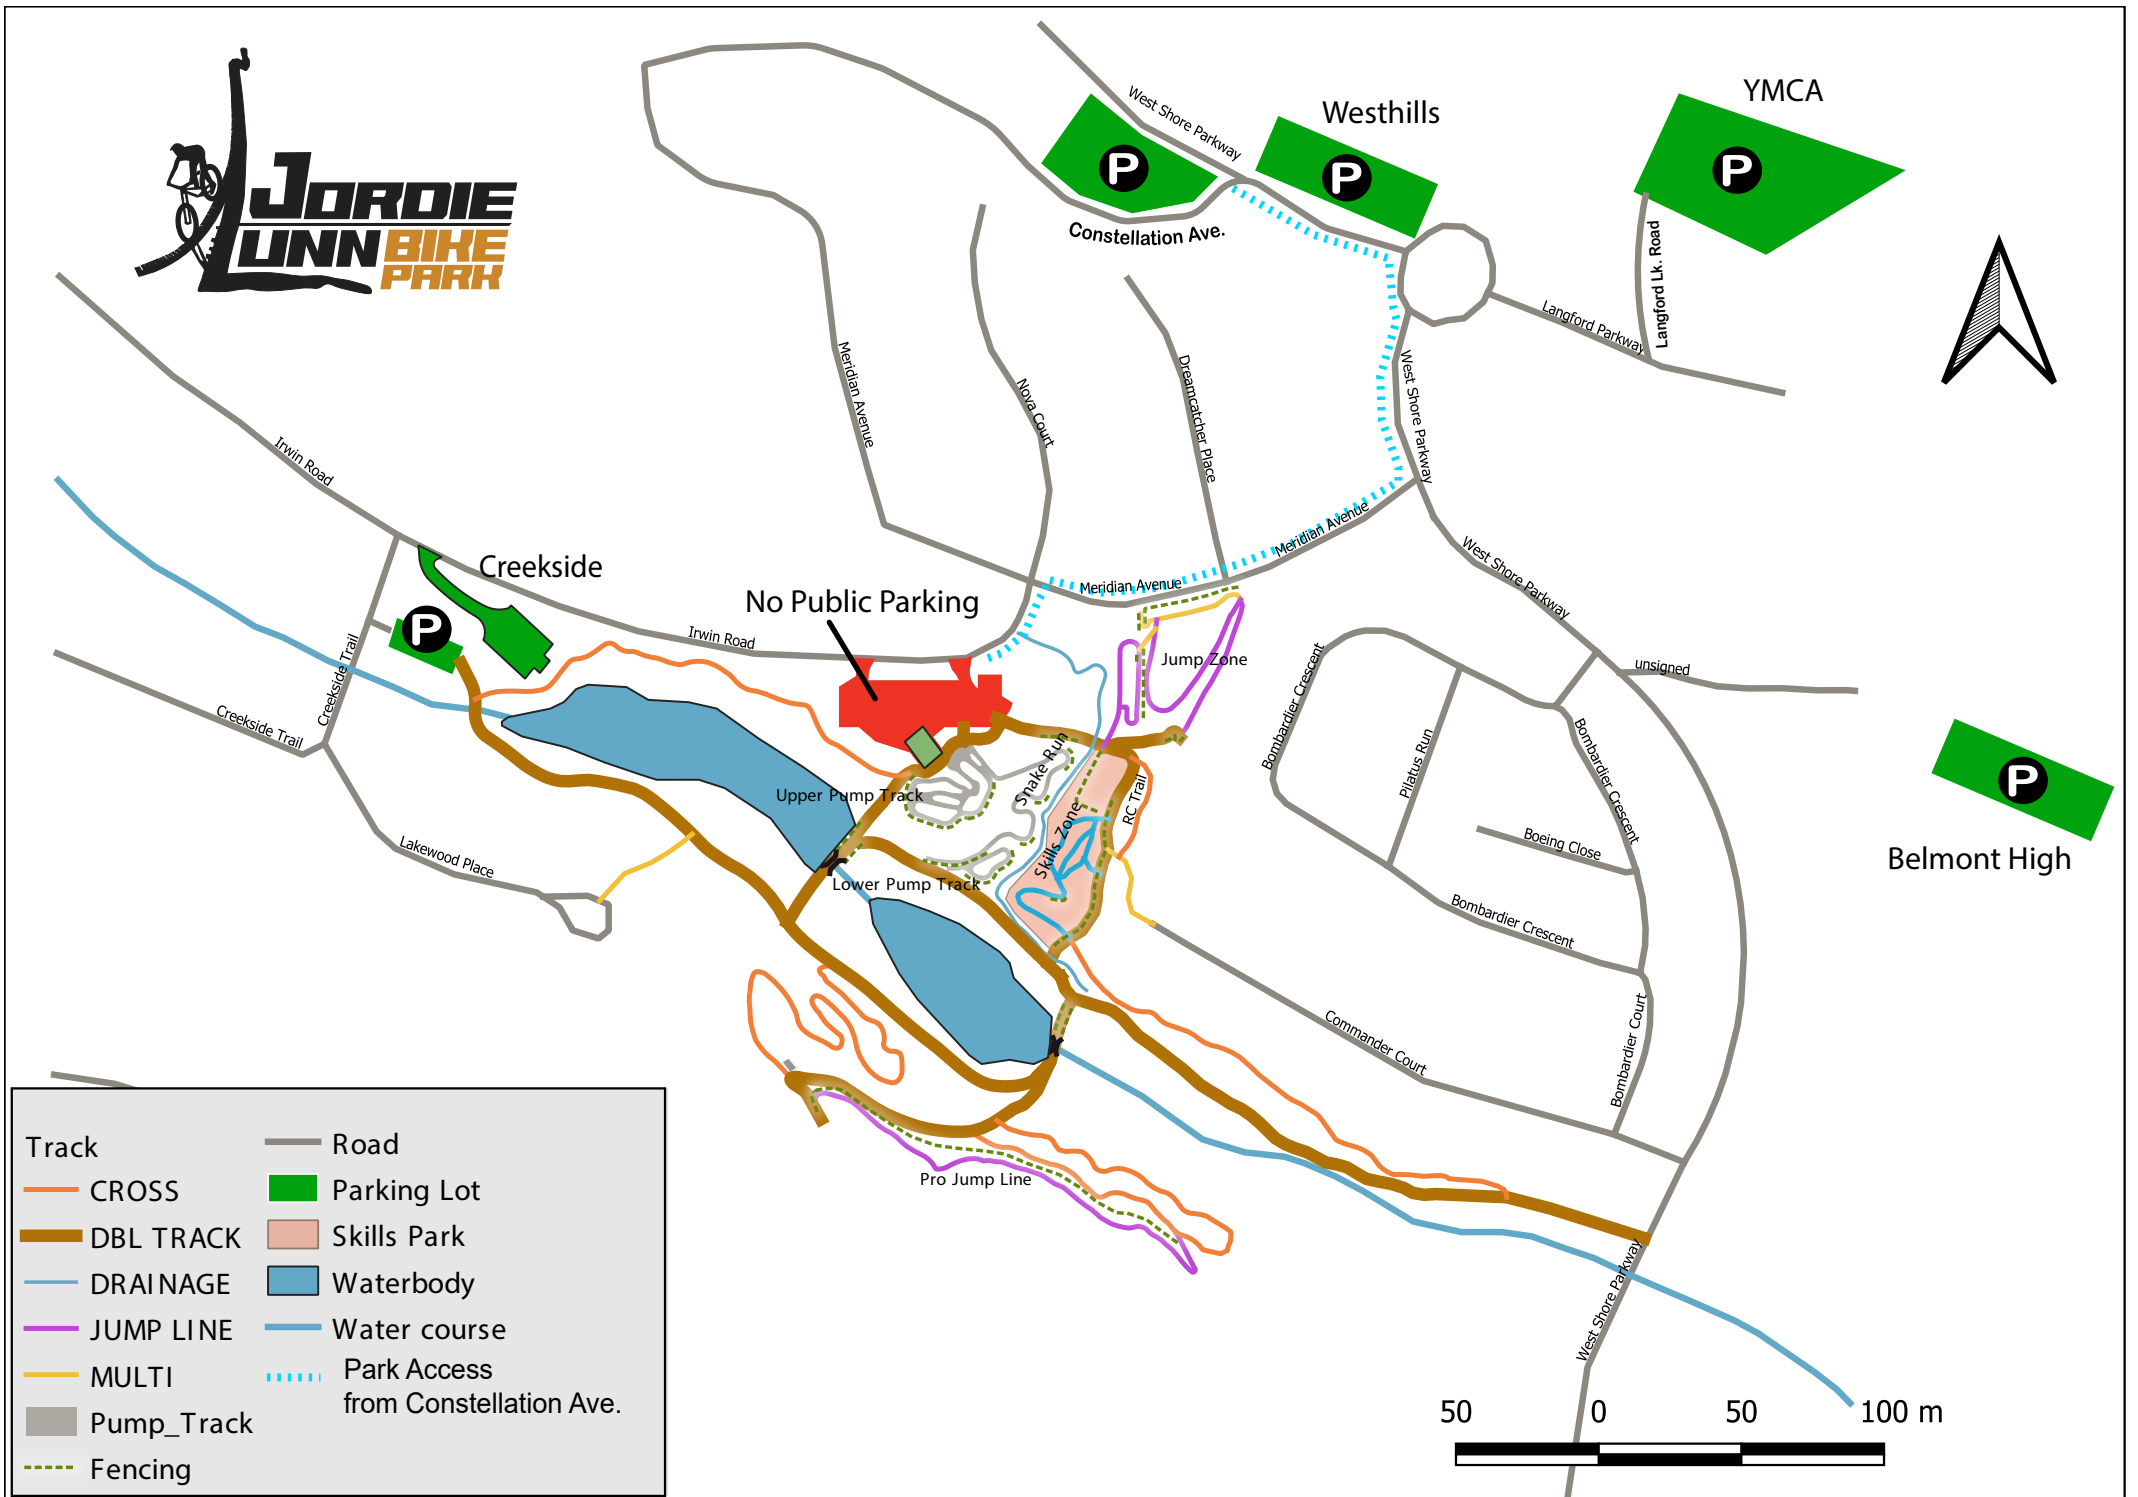 JORDIE
LUNN BIKE
PARK
West Shore Parkway
Westhills
YMCA
P
P
P
Constellation Ave.
Langford Lk. Road
Langford Parkway
Meridian Avenue
Nova Court
Dreamcatcher Place
West Shore Parkway
Irwin Road
Meridian Avenue
West Shore Parkway
Creekside
Meridian Avenue
No Public Parking
P
Irwin Road
Creekside Trail
Creekside Trail
Jump Zone
Bombardier Crescent
unsigned
Pilatus Run
Bombardier Crescent
Snake Run
P
Upper Pump Track
RC Trail
Skills Zone
Boeing Close
Belmont High
Lakewood Place
Lower Pump Track
Bombardier Crescent
Commander Court
Bombardier Court
Pro Jump Line
West Shore Parkway
Track
CROSS
DBL TRACK
DRAINAGE
JUMP LINE
MULTI
Pump_Track
Fencing
Road
Parking Lot
Skills Park
Waterbody
Water course
Park Access
from Constellation Ave.
50 0 50 100 m